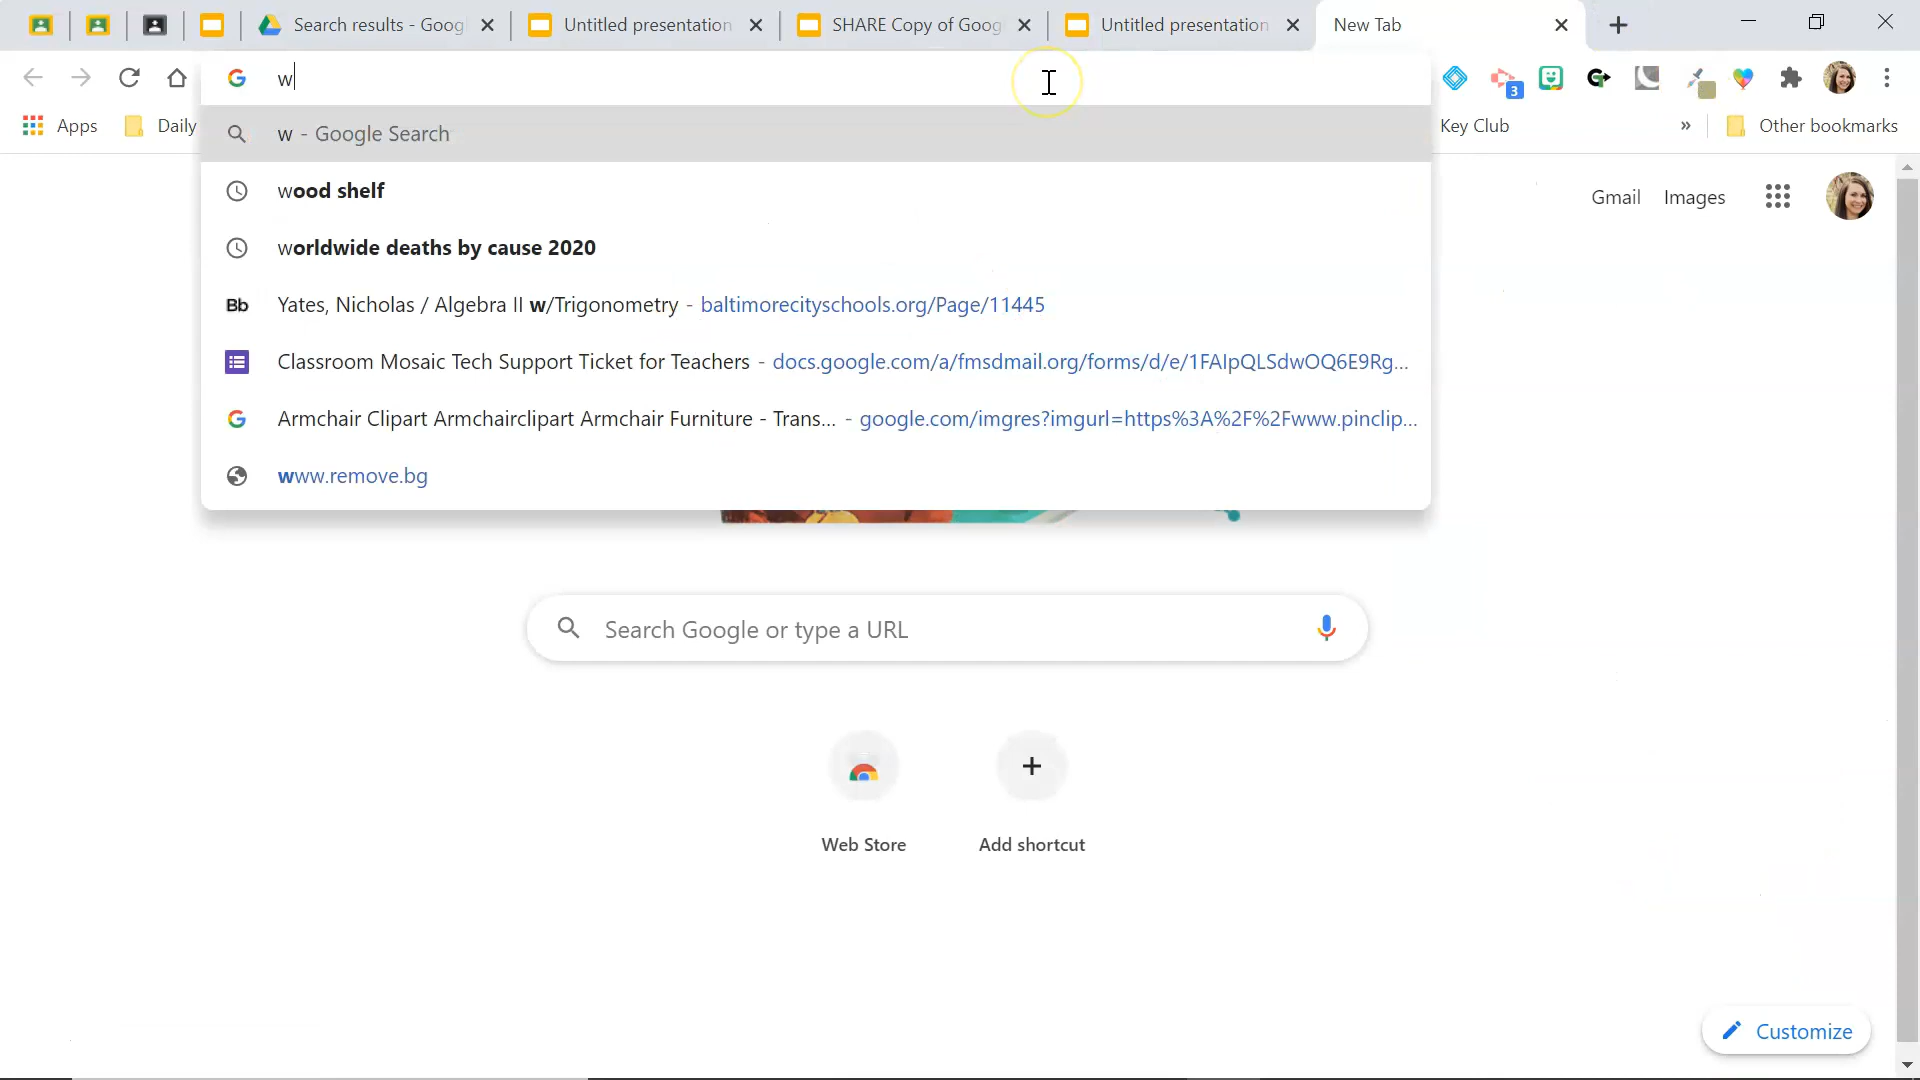 Search results - Goog
Untitled presentation
SHARE Copy of Goog
Untitled presentation
New Tab
w
3
Apps
Daily
Key Club
»
Other bookmarks
w - Google Search
wood shelf
worldwide deaths by cause 2020
Bb Yates, Nicholas / Algebra II w/Trigonometry - baltimorecityschools.org/Page/11445
Classroom Mosaic Tech Support Ticket for Teachers - docs.google.com/a/fmsdmail.org/forms/d/e/1FAIpQLSdwOQ6E9Rg...
Armchair Clipart Armchairclipart Armchair Furniture - Trans... - google.com/imgres?imgurl=https%3A%2F%2Fwww.pinclip...
www.remove.bg
Gmail
Images
Search Google or type a URL
Web Store
Add shortcut
Customize